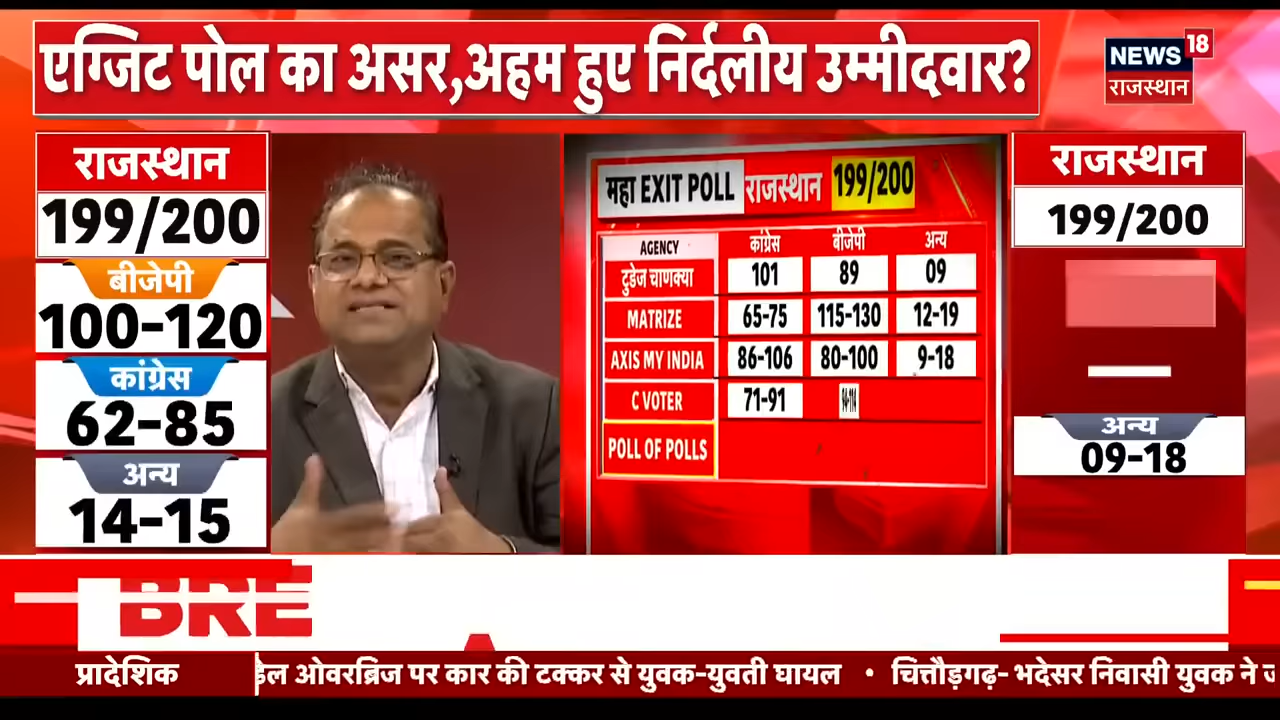 एग्जिट पोल का असर,अहम हुए निर्दलीय उम्मीदवार?
NEWS 18
राजस्थान
राजस्थान
199/200
बीजेपी
100-120
कांग्रेस
62-85
अन्य
14-15
महा EXIT POLL राजस्थान 199/200
AGENCY कांग्रेस बीजेपी अन्य
टुडेज चाणक्या 101 89 09
MATRIZE 65-75 115-130 12-19
AXIS MY INDIA 86-106 80-100 9-18
C VOTER 71-91 94-114
POLL OF POLLS
राजस्थान
199/200
अन्य
09-18
BRE
प्रादेशिक
ओवरब्रिज पर कार की टक्कर से युवक-युवती घायल • चित्तौड़गढ़- भदेसर निवासी युवक ने